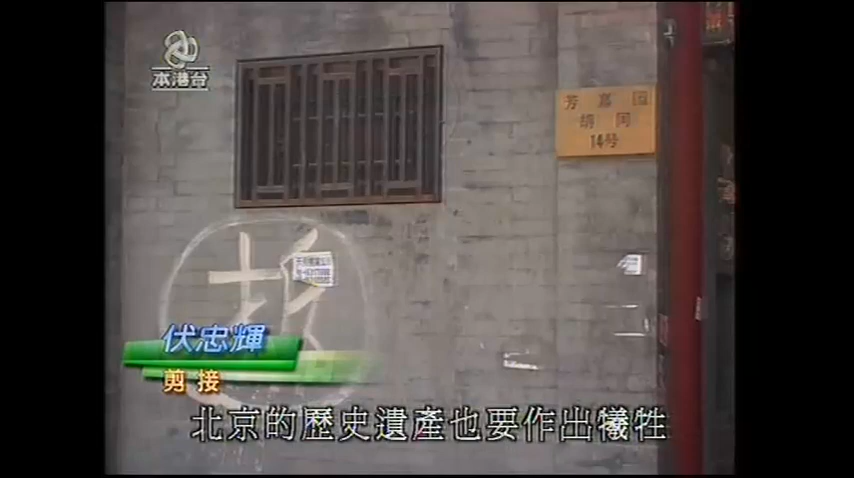 本港台
芳嘉园
胡同
14号
拆
伏忠輝
剪接
北京的歷史遺產也要作出犧牲